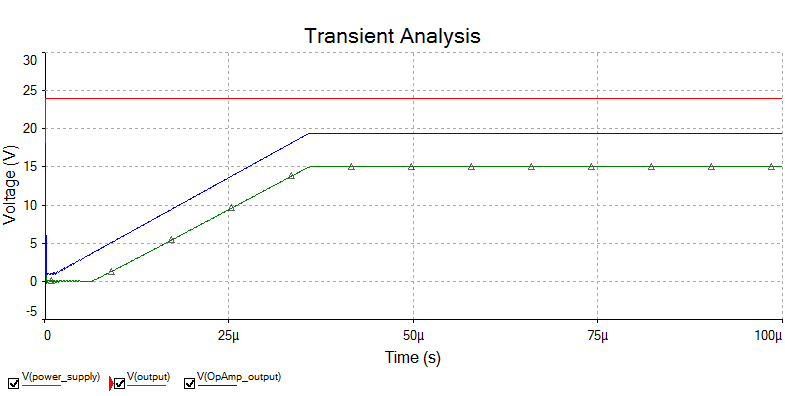 Transient Analysis
Voltage (V)
30
25
20
15
10
5
0
-5
0
25µ
50µ
75µ
100µ
Time (s)
V(power_supply) V(output) V(OpAmp_output)